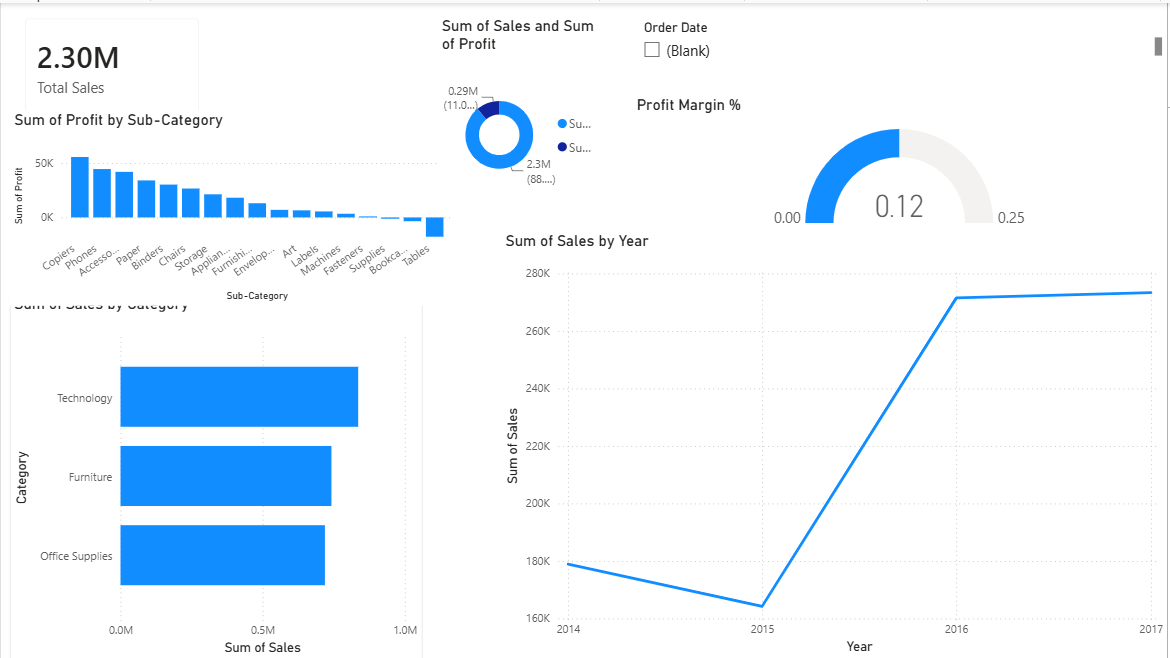 2.30M
Total Sales
Sum of Profit by Sub-Category
Sum of Profit
50K
0K
Copiers
Phones
Accesso...
Paper
Binders
Chairs
Storage
Applian...
Furnishi...
Envelop...
Art
Labels
Machines
Fasteners
Supplies
Bookca...
Tables
Sub-Category
Sum of Sales by Category
Category
Technology
Furniture
Office Supplies
0.0M 0.5M 1.0M
Sum of Sales
Sum of Sales and Sum
of Profit
0.29M
(11.0...)
2.3M
(88....)
Su...
Su...
Order Date
(Blank)
Profit Margin %
0.12
0.00
0.25
Sum of Sales by Year
Sum of Sales
280K
260K
240K
220K
200K
180K
160K
2014 2015 2016 2017
Year